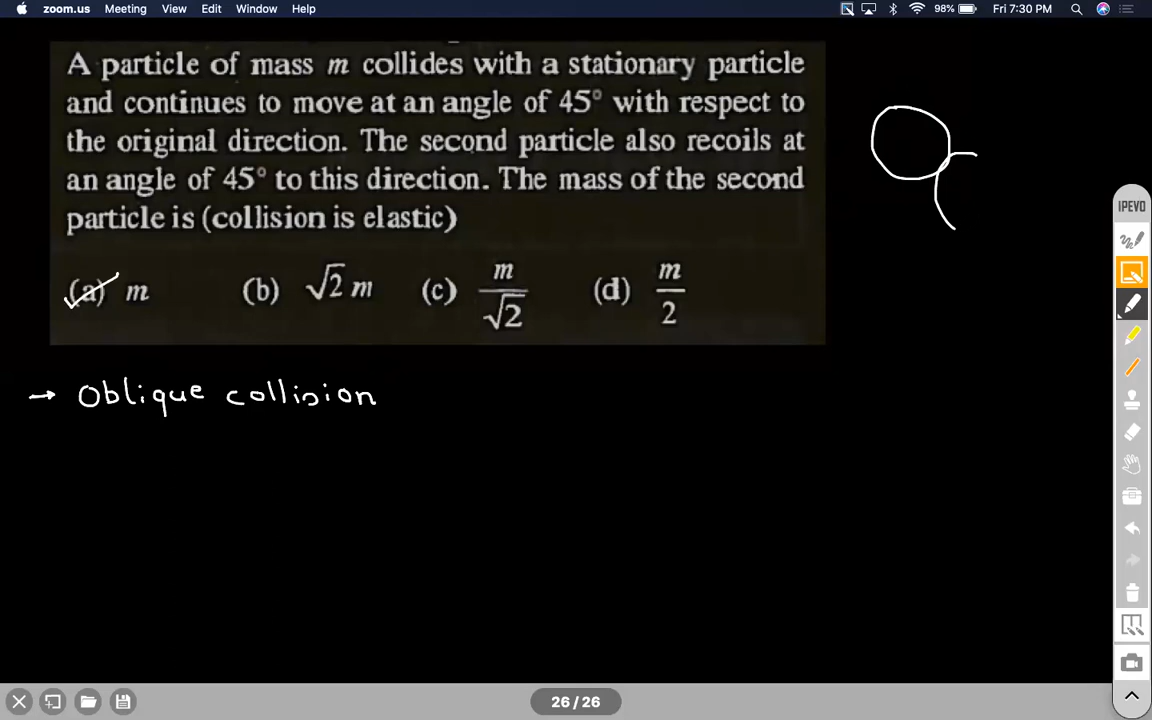 zoom.us Meeting View Edit Window Help 98% Fri 7:30 PM
A particle of mass m collides with a stationary particle
and continues to move at an angle of 45° with respect to
the original direction. The second particle also recoils at
an angle of 45° to this direction. The mass of the second
particle is (collision is elastic)
(a) m (b) √2 m (c) m/√2 (d) m/2
IPEVO
→ Oblique collision
26 / 26